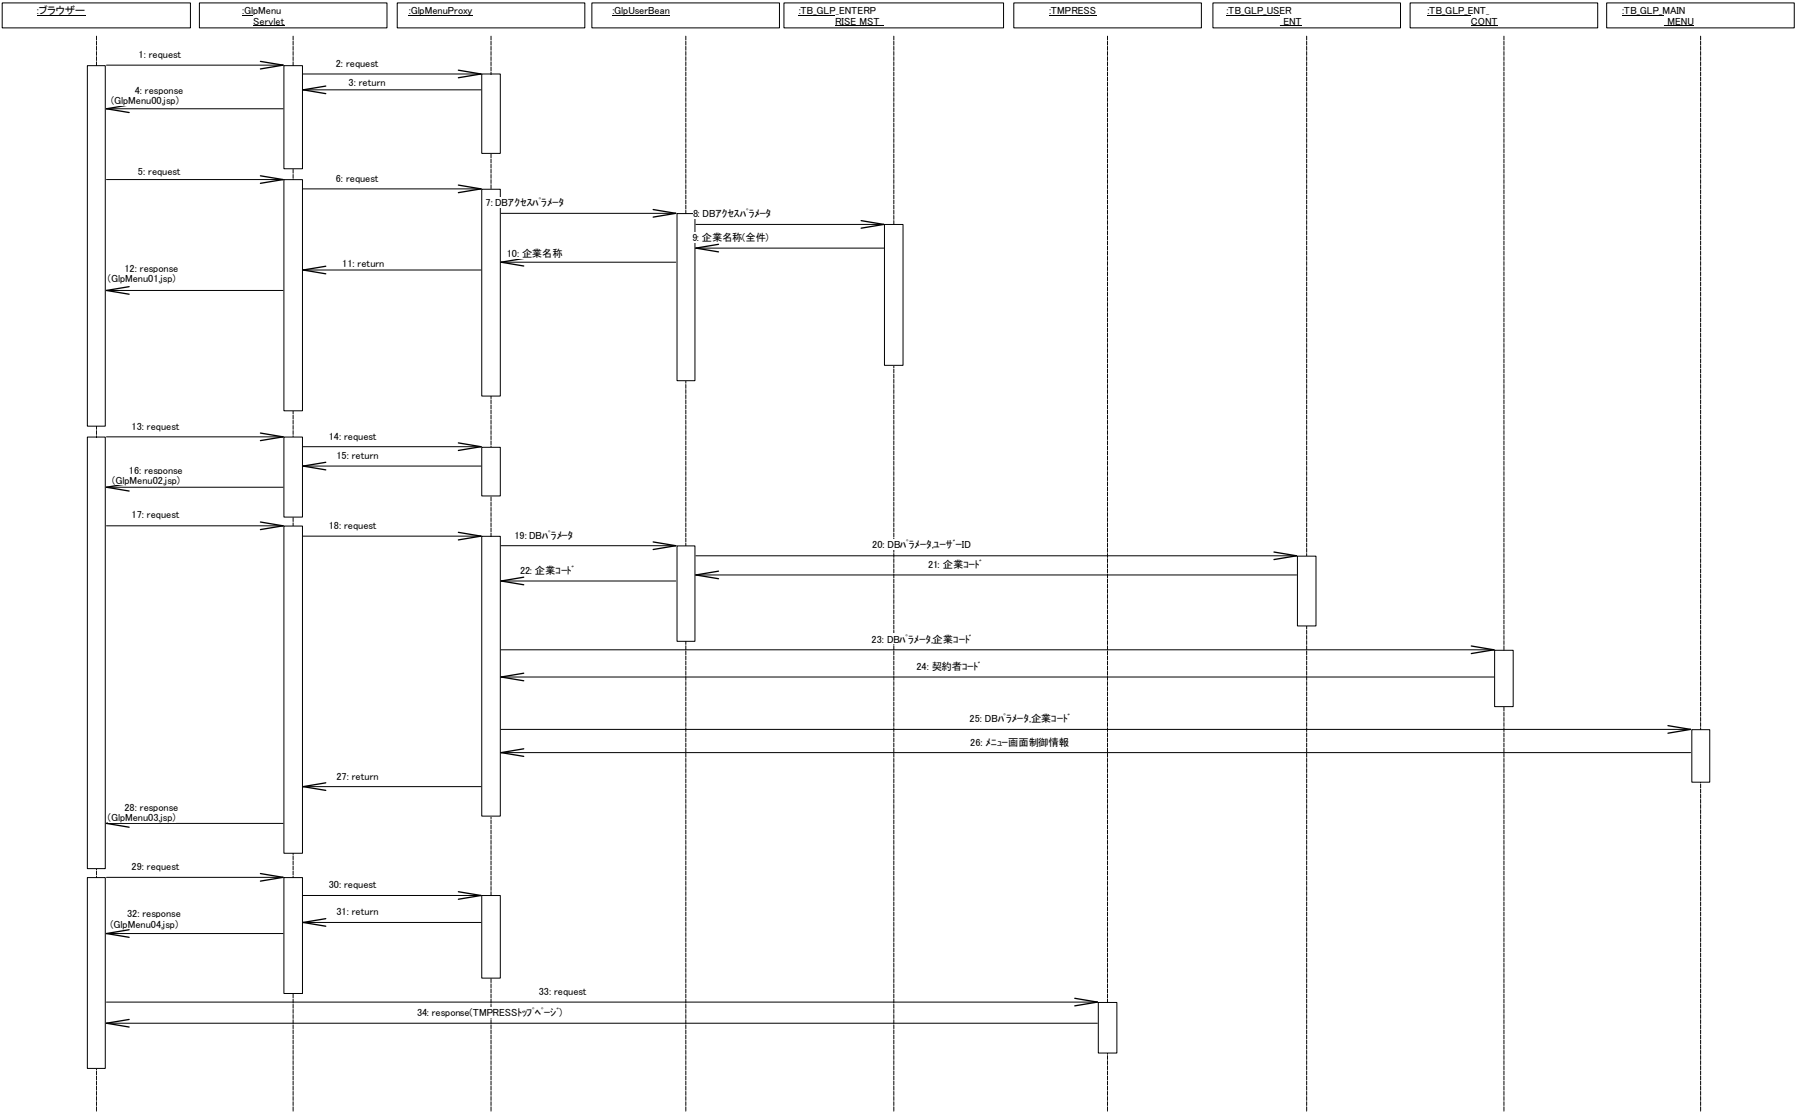 :ブラウザー
:GlpMenu
Servlet
:GlpMenuProxy
:GlpUserBean
:TB_GLP_ENTERP
RISE_MST
:TMPRESS
:TB_GLP_USER
_ENT
:TB_GLP_ENT_
CONT
:TB_GLP_MAIN
_MENU
1: request
2: request
3: return
4: response
(GlpMenu00.jsp)
5: request
6: request
7: DBｱｸｾｽﾊﾟﾗﾒｰﾀ
8: DBｱｸｾｽﾊﾟﾗﾒｰﾀ
9: 企業名称(全件)
10: 企業名称
11: return
12: response
(GlpMenu01.jsp)
13: request
14: request
15: return
16: response
(GlpMenu02.jsp)
17: request
18: request
19: DBﾊﾟﾗﾒｰﾀ
20: DBﾊﾟﾗﾒｰﾀ,ﾕｰｻﾞｰID
21: 企業ｺｰﾄﾞ
22: 企業ｺｰﾄﾞ
23: DBﾊﾟﾗﾒｰﾀ,企業ｺｰﾄﾞ
24: 契約者ｺｰﾄﾞ
25: DBﾊﾟﾗﾒｰﾀ,企業ｺｰﾄﾞ
26: ﾒﾆｭｰ画面制御情報
27: return
28: response
(GlpMenu03.jsp)
29: request
30: request
31: return
32: response
(GlpMenu04.jsp)
33: request
34: response(TMPRESSﾄｯﾌﾟﾍﾟｰｼﾞ)